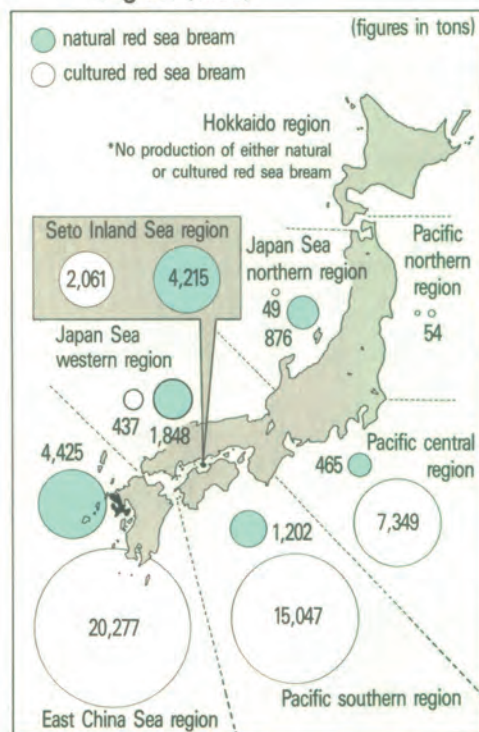 natural red sea bream
cultured red sea bream
(figures in tons)
Hokkaido region
*No production of either natural
or cultured red sea bream
Seto Inland Sea region
2,061
4,215
Japan Sea
northern region
49
876
Pacific
northern
region
54
Japan Sea
western region
437
1,848
4,425
Pacific central
region
465
7,349
1,202
20,277
15,047
Pacific southern region
East China Sea region